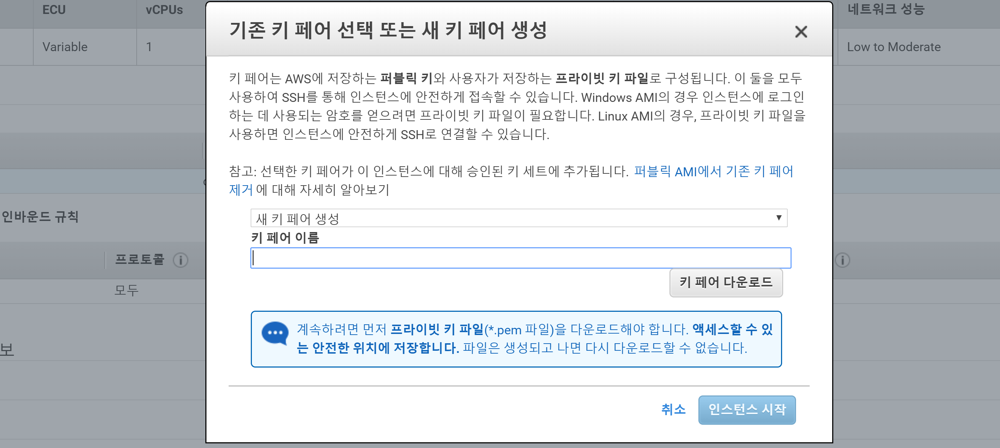 ECU
vCPUs
네트워크 성능
Variable
1
Low to Moderate
기존 키 페어 선택 또는 새 키 페어 생성
키 페어는 AWS에 저장하는 퍼블릭 키와 사용자가 저장하는 프라이빗 키 파일로 구성됩니다. 이 둘을 모두
사용하여 SSH를 통해 인스턴스에 안전하게 접속할 수 있습니다. Windows AMI의 경우 인스턴스에 로그인
하는 데 사용되는 암호를 얻으려면 프라이빗 키 파일이 필요합니다. Linux AMI의 경우, 프라이빗 키 파일을
사용하면 인스턴스에 안전하게 SSH로 연결할 수 있습니다.
참고: 선택한 키 페어가 이 인스턴스에 대해 승인된 키 세트에 추가됩니다. 퍼블릭 AMI에서 기존 키 페어
제거 에 대해 자세히 알아보기
인바운드 규칙
새 키 페어 생성
키 페어 이름
프로토콜
모두
키 페어 다운로드
계속하려면 먼저 프라이빗 키 파일(*.pem 파일)을 다운로드해야 합니다. 액세스할 수 있
는 안전한 위치에 저장합니다. 파일은 생성되고 나면 다시 다운로드할 수 없습니다.
보
취소
인스턴스 시작